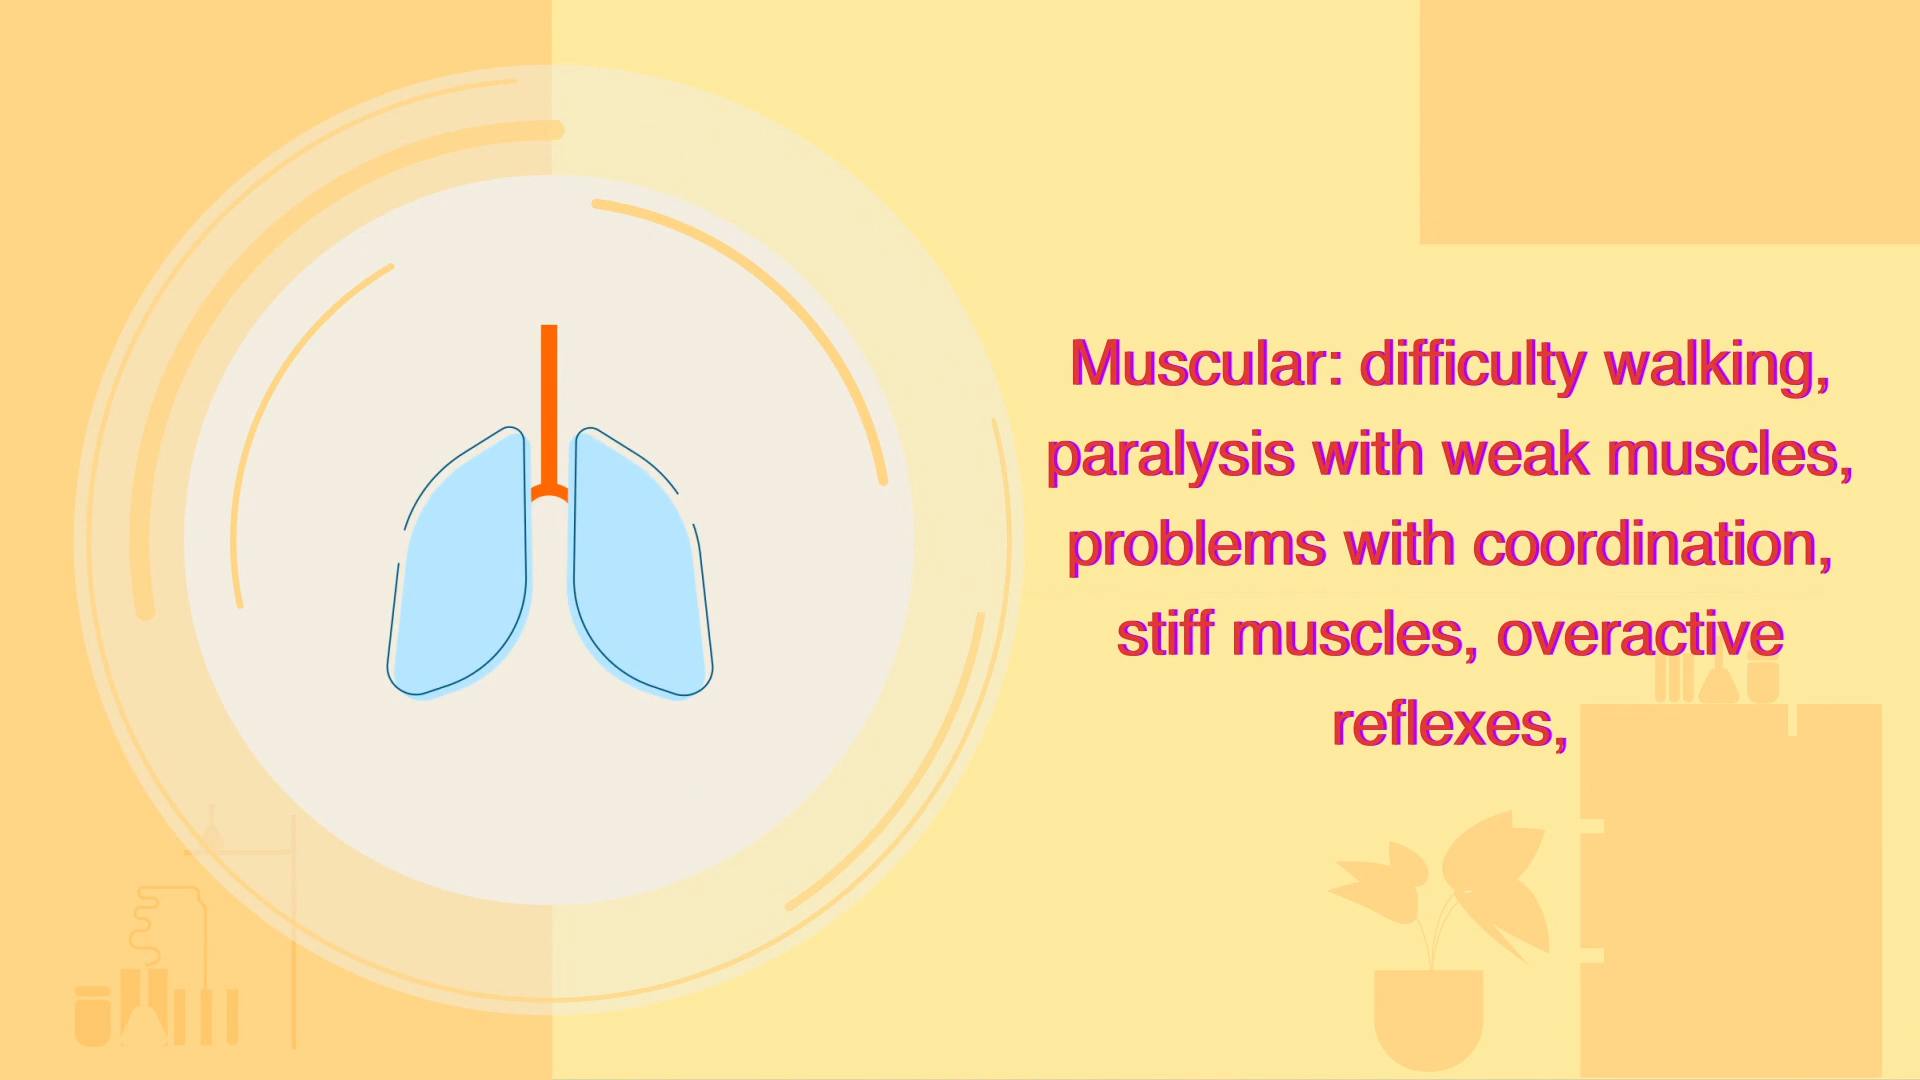 Muscular: difficulty walking,
paralysis with weak muscles,
problems with coordination,
stiff muscles, overactive
reflexes,